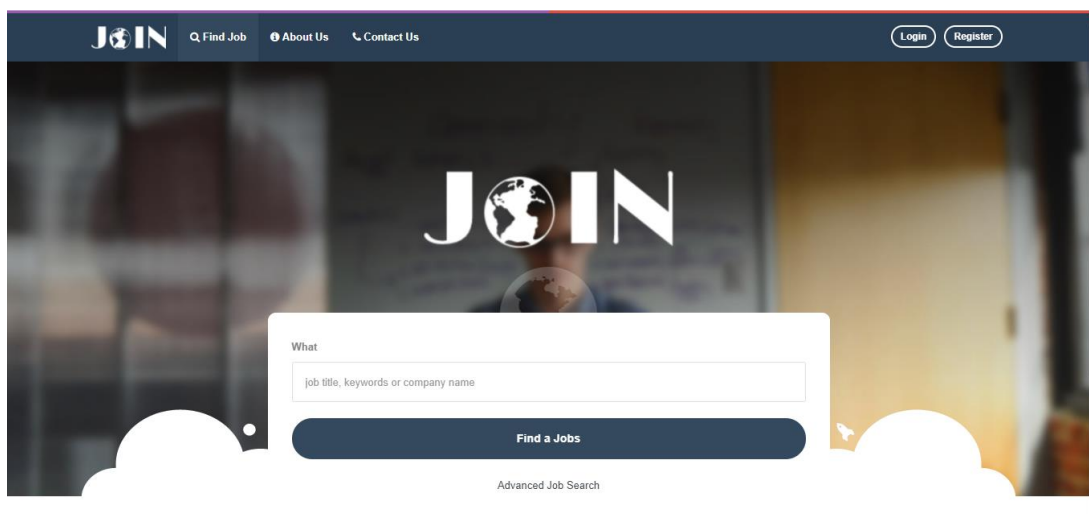 JOIN
Find Job
About Us
Contact Us
Login
Register
JOIN
What
job title, keywords or company name
Find a Jobs
Advanced Job Search